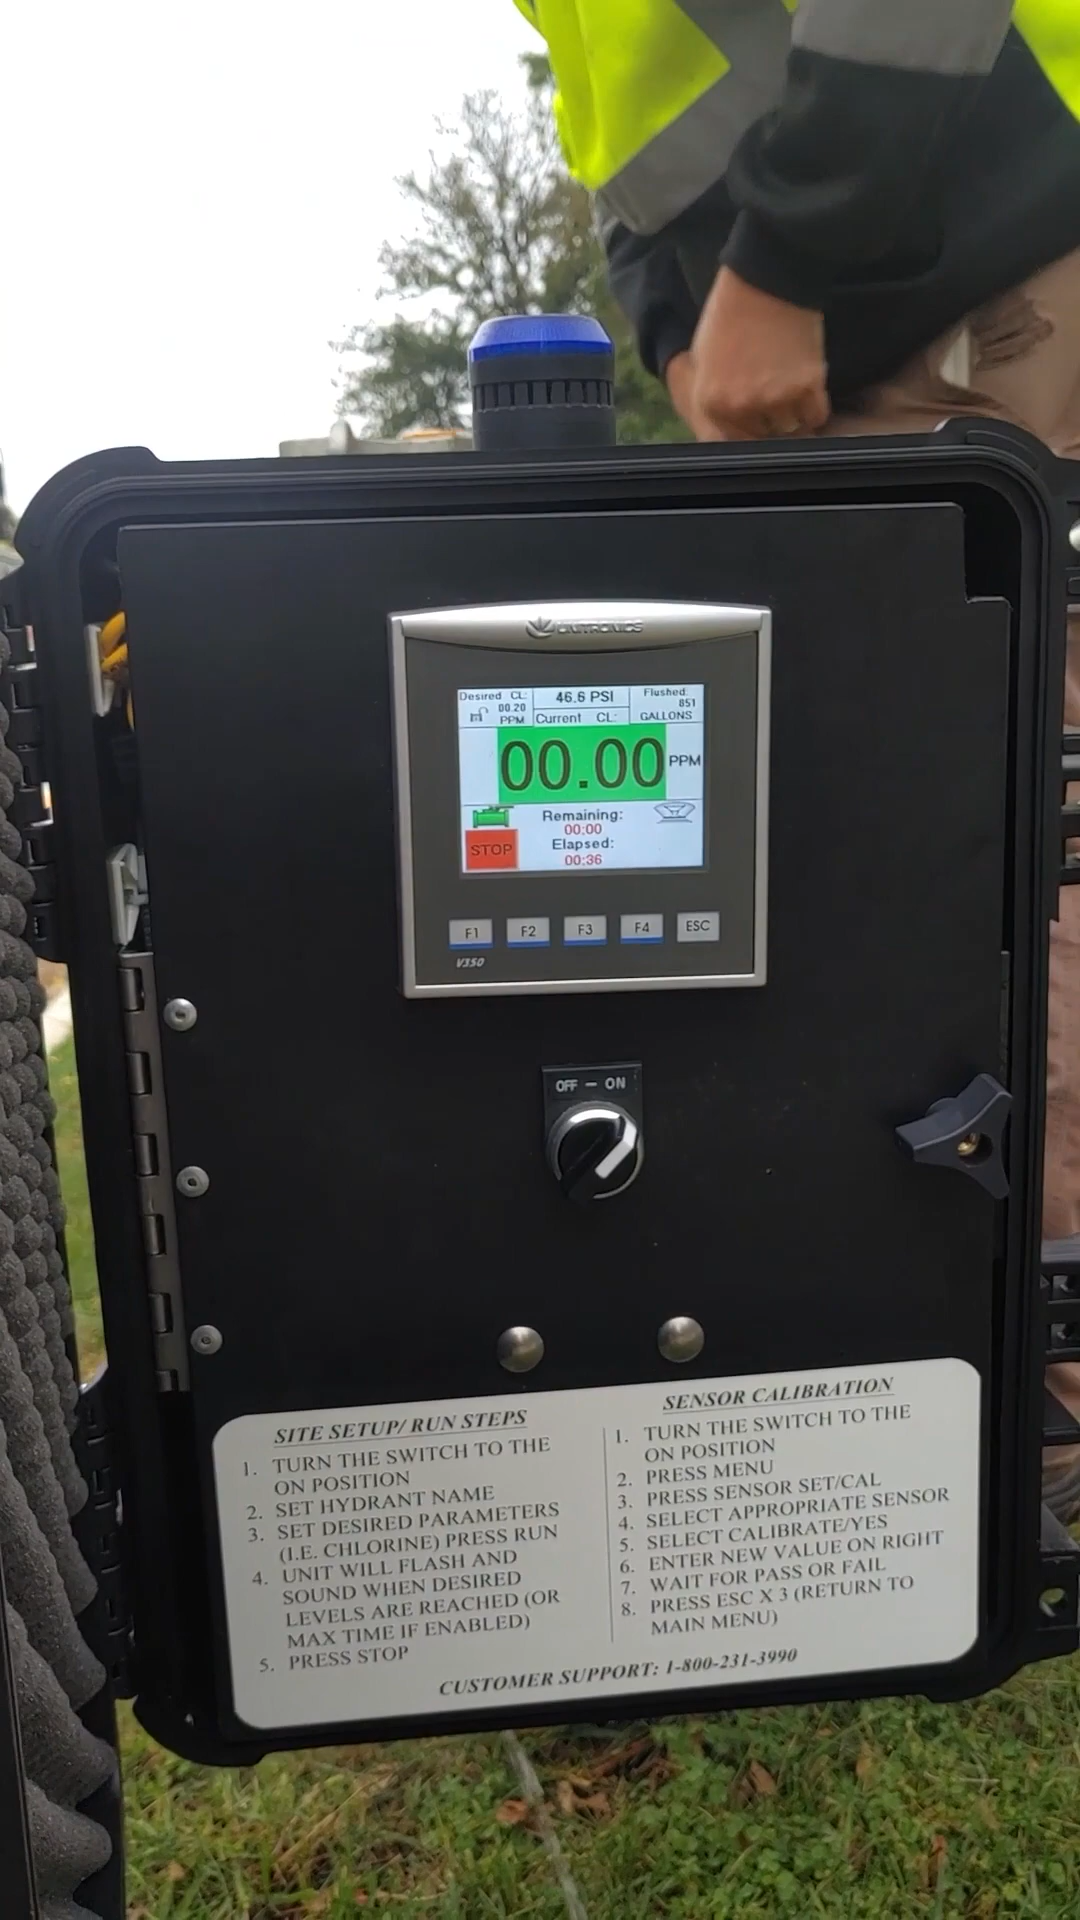 UNITRONICS
Desired CL:
00.20
PPM
46.6 PSI
Current CL:
Flushed:
851
GALLONS
00.00 PPM
Remaining:
00:00
Elapsed:
00:36
STOP
F1 F2 F3 F4 ESC
V350
OFF – ON
SITE SETUP/ RUN STEPS
1. TURN THE SWITCH TO THE
ON POSITION
2. SET HYDRANT NAME
3. SET DESIRED PARAMETERS
(I.E. CHLORINE) PRESS RUN
4. UNIT WILL FLASH AND
SOUND WHEN DESIRED
LEVELS ARE REACHED (OR
MAX TIME IF ENABLED)
5. PRESS STOP
SENSOR CALIBRATION
1. TURN THE SWITCH TO THE
ON POSITION
2. PRESS MENU
3. PRESS SENSOR SET/CAL
4. SELECT APPROPRIATE SENSOR
5. SELECT CALIBRATE/YES
6. ENTER NEW VALUE ON RIGHT
7. WAIT FOR PASS OR FAIL
8. PRESS ESC X 3 (RETURN TO
MAIN MENU)
CUSTOMER SUPPORT: 1-800-231-3990